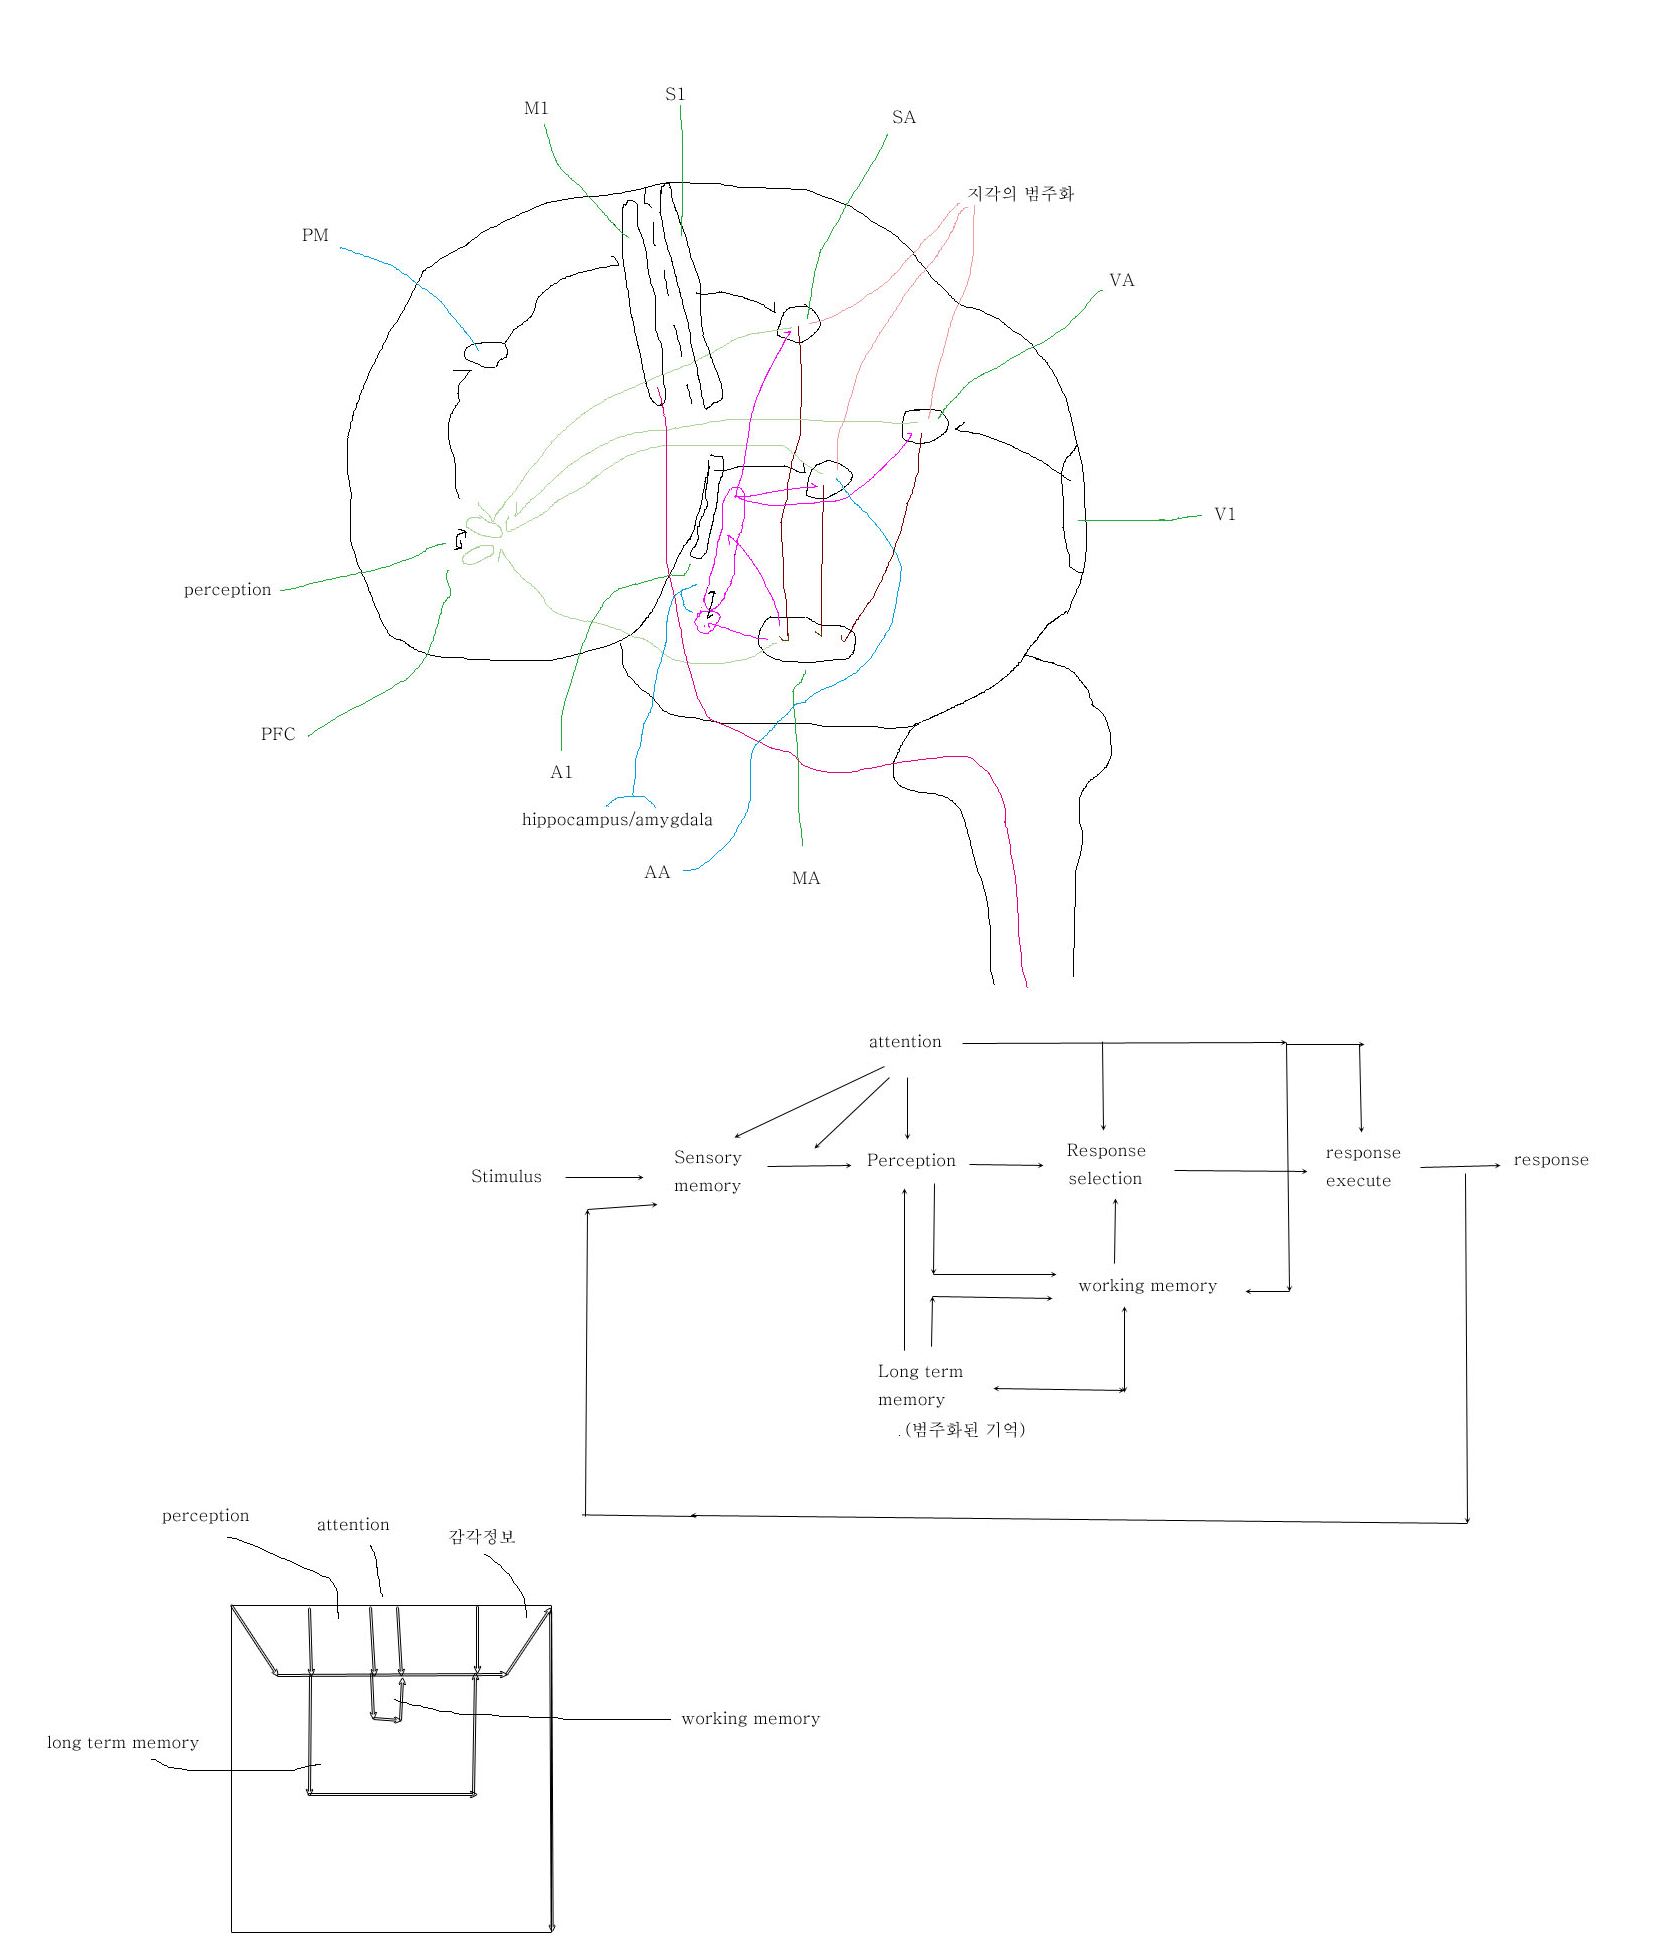 S1
M1
SA
지각의 범주화
PM
VA
V1
perception
PFC
A1
hippocampus/amygdala
AA
MA
attention
Stimulus
Sensory
memory
Perception
Response
selection
response
execute
response
working memory
Long term
memory
.(범주화된 기억)
perception
attention
감각정보
working memory
long term memory